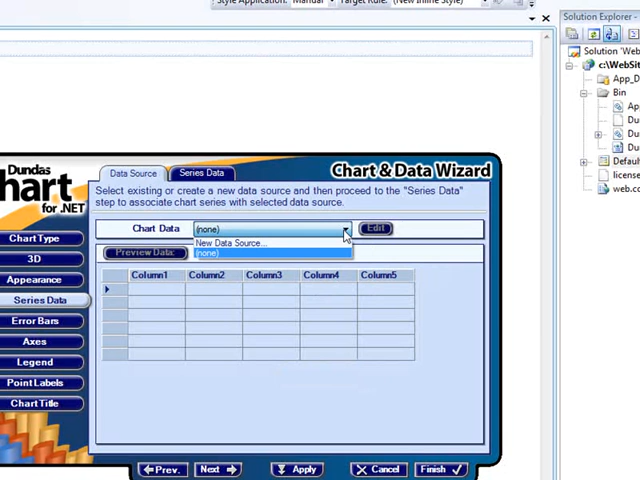 Style Application: Manual Target Rule: (New Inline Style)
Solution Explorer -
Solution 'Web
c:\WebSit
App_D
Bin
Default
license
web.co
Dundas
hart
for .NET
Chart & Data Wizard
Data Source Series Data
Select existing or create a new data source and then proceed to the "Series Data"
step to associate chart series with selected data source.
Chart Data (none) Edit
New Data Source...
(none)
Preview Data:
Column1 Column2 Column3 Column4 Column5
Chart Type
3D
Appearance
Series Data
Error Bars
Axes
Legend
Point Labels
Chart Title
Prev. Next Apply Cancel Finish